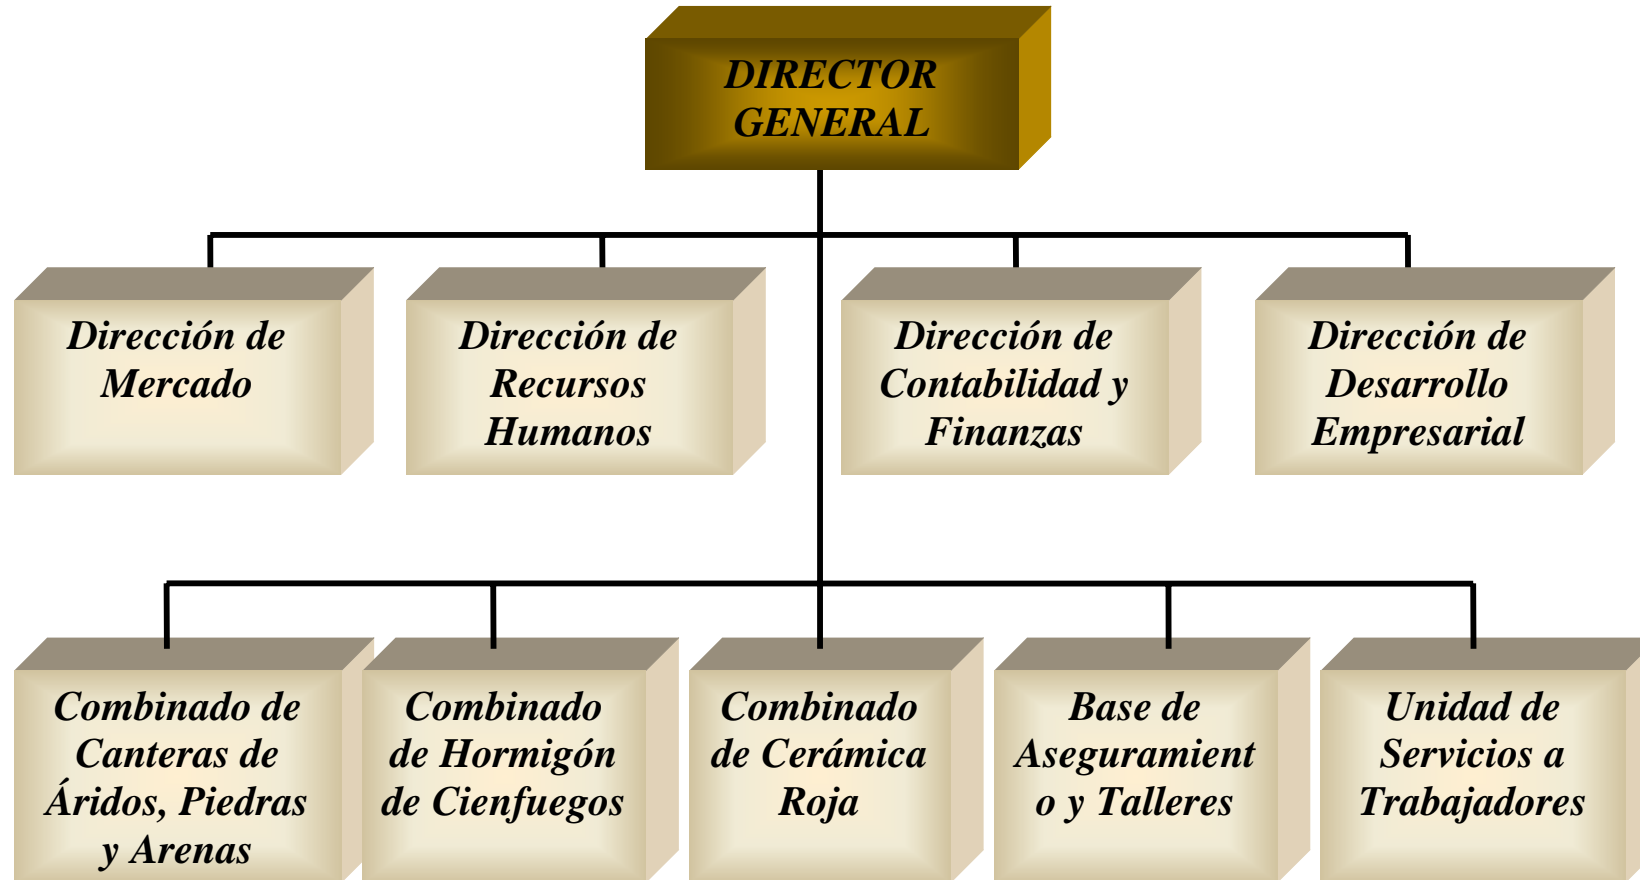 DIRECTOR
GENERAL
Dirección de
Mercado
Dirección de
Recursos
Humanos
Dirección de
Contabilidad y
Finanzas
Dirección de
Desarrollo
Empresarial
Combinado de
Canteras de
Áridos, Piedras
y Arenas
Combinado
de Hormigón
de Cienfuegos
Combinado
de Cerámica
Roja
Base de
Aseguramient
o y Talleres
Unidad de
Servicios a
Trabajadores